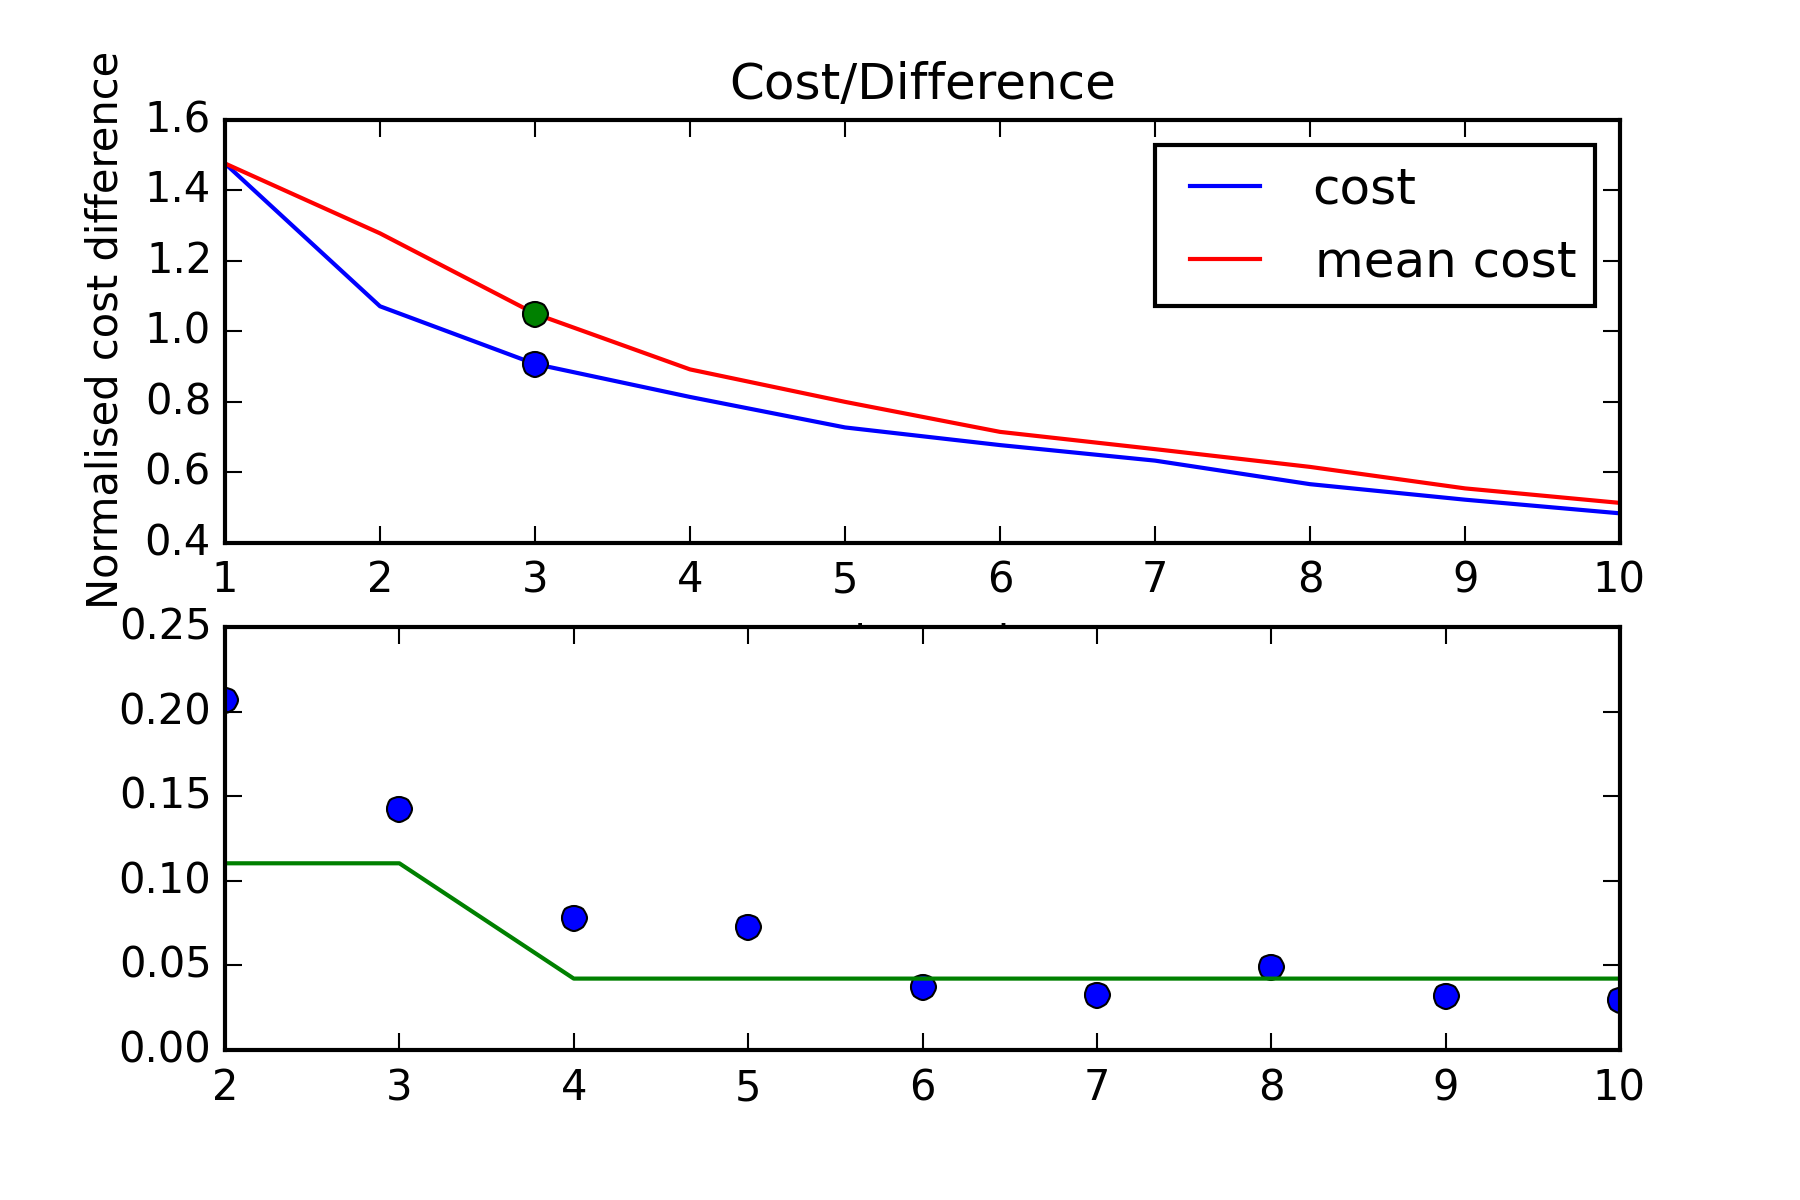 Cost/Difference
Normalised cost difference
1.6
1.4
1.2
1.0
0.8
0.6
0.4
cost
mean cost
1 2 3 4 5 6 7 8 9 10
0.25
0.20
0.15
0.10
0.05
0.00
2 3 4 5 6 7 8 9 10